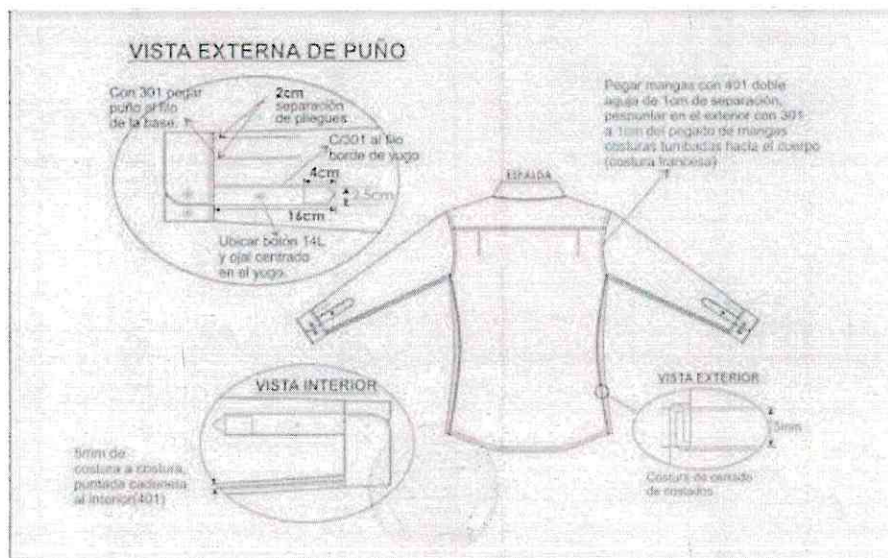 VISTA EXTERNA DE PUÑO
Con 301 pegar
puño al filo
de la base.
2cm
separación
de pliegues
C/301 al filo
borde de yugo
4cm
2.5cm
16cm
Ubicar botón 14L
y ojal centrado
en el yugo.
Pegar mangas con 401 doble
aguja de 1cm de separación,
pespuntar en el exterior con 301
a 1cm del pegado de mangas
costuras tumbadas hacia el cuerpo
(costura francesa)
ESPALDA
VISTA INTERIOR
5mm de
costura a costura,
puntada cadeneta
al interior(401)
VISTA EXTERIOR
5mm
Costura de cerrado
de costados